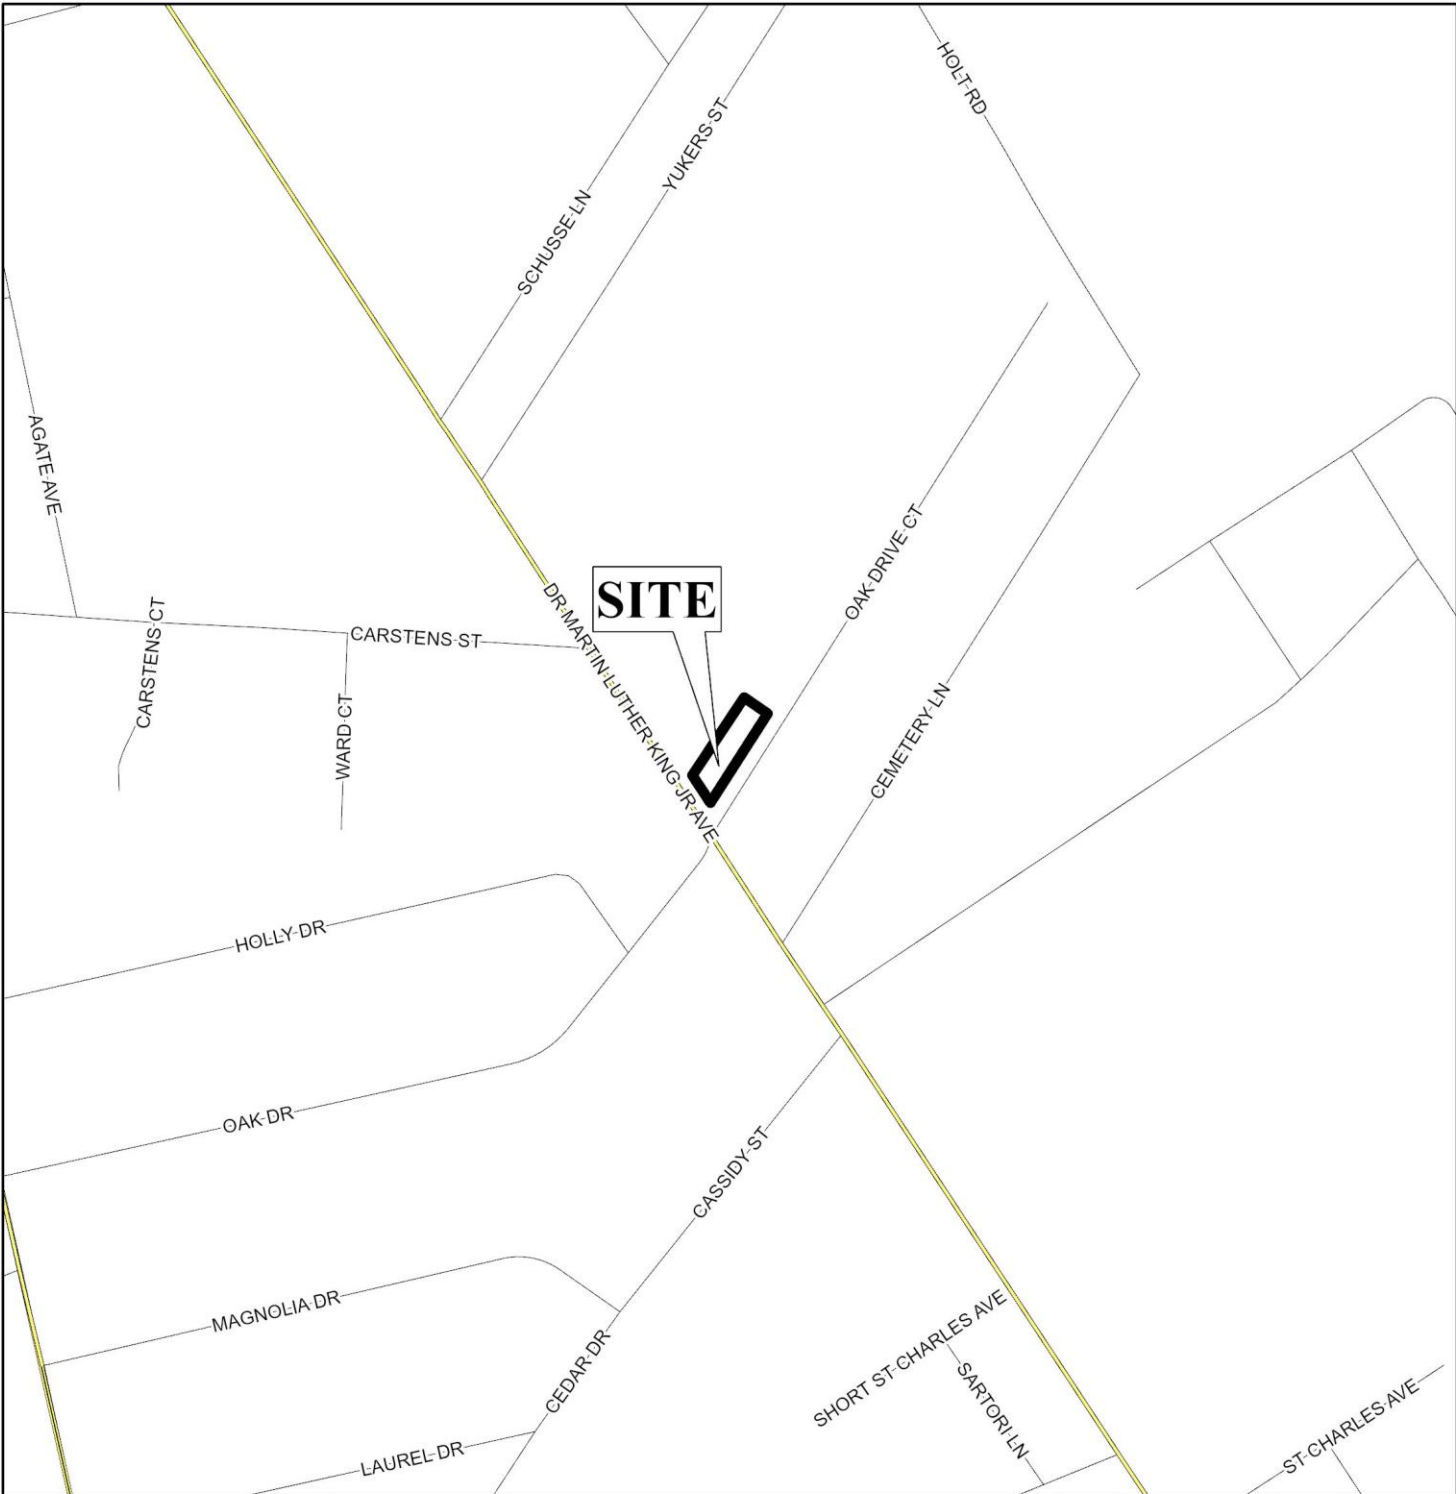 HOLT RD
YUKERS ST
SCHUSSE LN
AGATE AVE
OAK DRIVE CT
SITE
DR MARTIN LUTHER KING JR AVE
CARSTENS CT
CARSTENS ST
WARD CT
CEMETERY LN
HOLLY DR
OAK DR
CASSIDY ST
MAGNOLIA DR
CEDAR DR
SHORT ST CHARLES AVE
SARTORI LN
ST CHARLES AVE
LAUREL DR